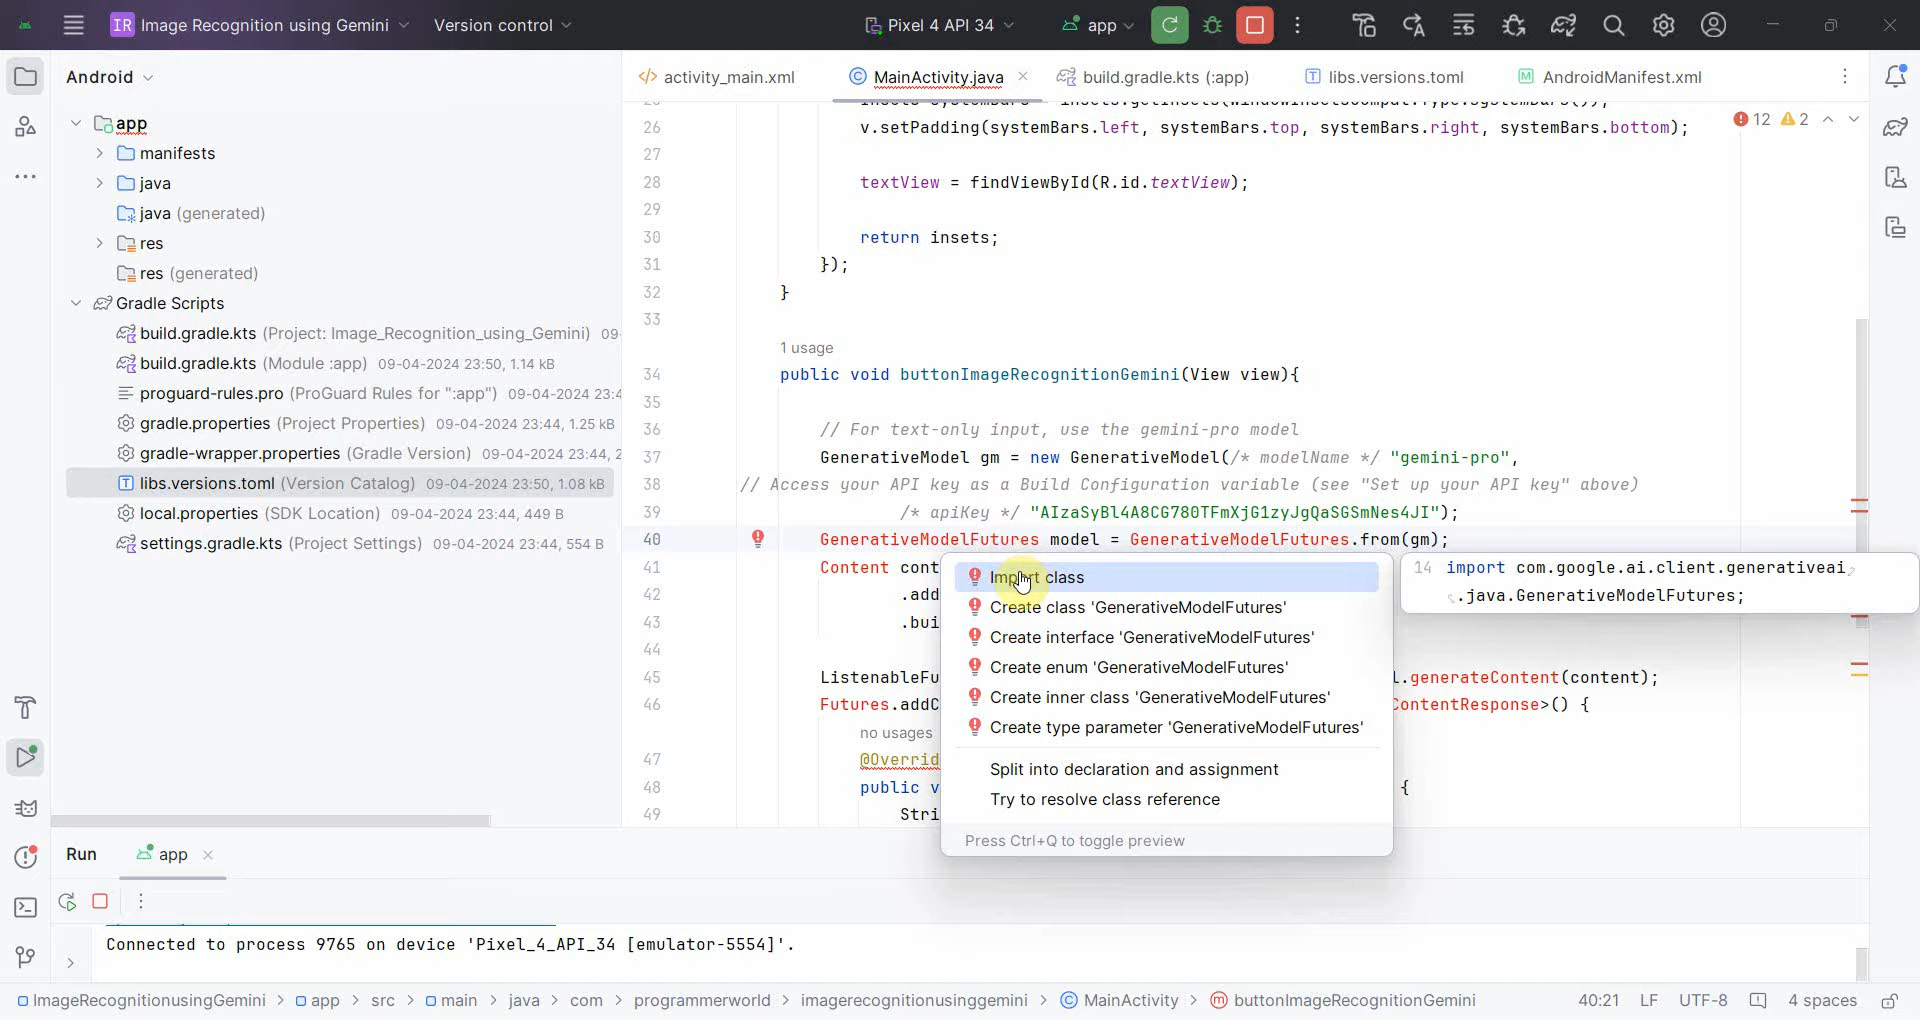 IR Image Recognition using Gemini Version control Pixel 4 API 34 app
Android
activity_main.xml MainActivity.java build.gradle.kts (:app) libs.versions.toml AndroidManifest.xml
app
manifests
java
java (generated)
res
res (generated)
Gradle Scripts
build.gradle.kts (Project: Image_Recognition_using_Gemini) 09-
build.gradle.kts (Module :app) 09-04-2024 23:50, 1.14 kB
proguard-rules.pro (ProGuard Rules for ":app") 09-04-2024 23:4
gradle.properties (Project Properties) 09-04-2024 23:44, 1.25 kB
gradle-wrapper.properties (Gradle Version) 09-04-2024 23:44, 2
libs.versions.toml (Version Catalog) 09-04-2024 23:50, 1.08 kB
local.properties (SDK Location) 09-04-2024 23:44, 449 B
settings.gradle.kts (Project Settings) 09-04-2024 23:44, 554 B
12 2
26 v.setPadding(systemBars.left, systemBars.top, systemBars.right, systemBars.bottom);
27
28 textView = findViewById(R.id.textView);
29
30 return insets;
31 });
32 }
33
1 usage
34 public void buttonImageRecognitionGemini(View view){
35
36 // For text-only input, use the gemini-pro model
37 GenerativeModel gm = new GenerativeModel(/* modelName */ "gemini-pro",
38 // Access your API key as a Build Configuration variable (see "Set up your API key" above)
39 /* apiKey */ "AIzaSyBl4A8CG780TFmXjG1zyJgQaSGSmNes4JI");
40 GenerativeModelFutures model = GenerativeModelFutures.from(gm);
41 Content cont
42 .add
43 .bui
44
45 ListenableFu l.generateContent(content);
46 Futures.addC ContentResponse>() {
no usages
47 @Overrid
48 public v {
49 Stri
Import class
Create class 'GenerativeModelFutures'
Create interface 'GenerativeModelFutures'
Create enum 'GenerativeModelFutures'
Create inner class 'GenerativeModelFutures'
Create type parameter 'GenerativeModelFutures'
Split into declaration and assignment
Try to resolve class reference
Press Ctrl+Q to toggle preview
14 import com.google.ai.client.generativeai
.java.GenerativeModelFutures;
Run app
Connected to process 9765 on device 'Pixel_4_API_34 [emulator-5554]'.
ImageRecognitionusingGemini > app > src > main > java > com > programmerworld > imagerecognitionusinggemini > MainActivity > buttonImageRecognitionGemini 40:21 LF UTF-8 4 spaces